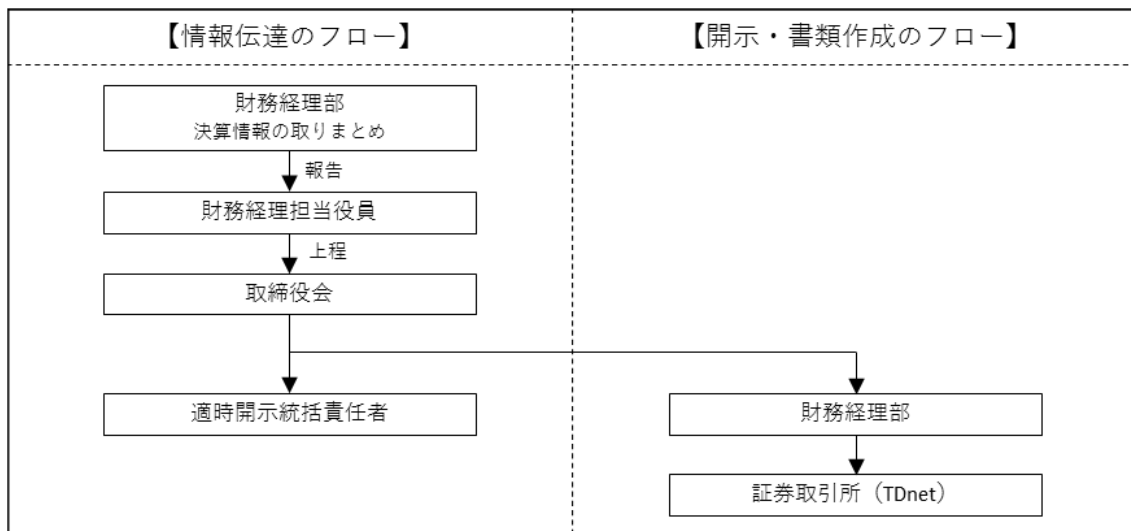 【情報伝達のフロー】
【開示・書類作成のフロー】
財務経理部
決算情報の取りまとめ
報告
財務経理担当役員
上程
取締役会
適時開示統括責任者
財務経理部
証券取引所（TDnet）